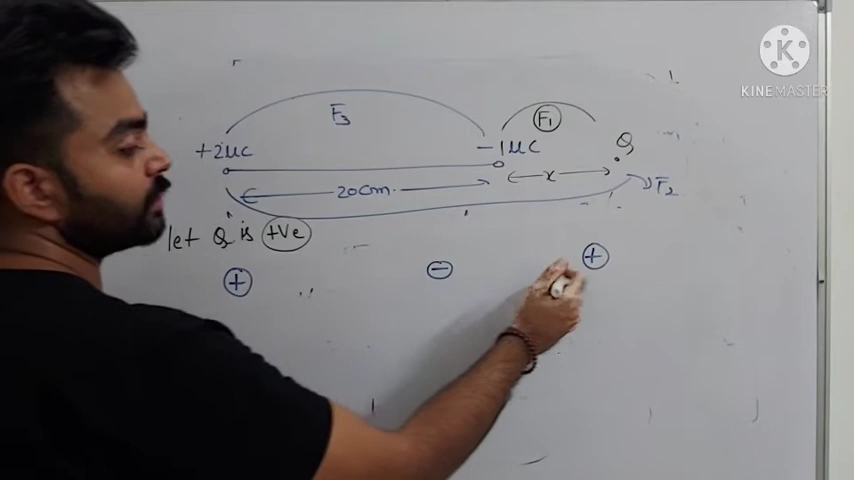 KINEMASTER
F₃
F₁
+2µC
-1µC
Q
x
20cm.
F₂
let Q is +Ve
+
-
+